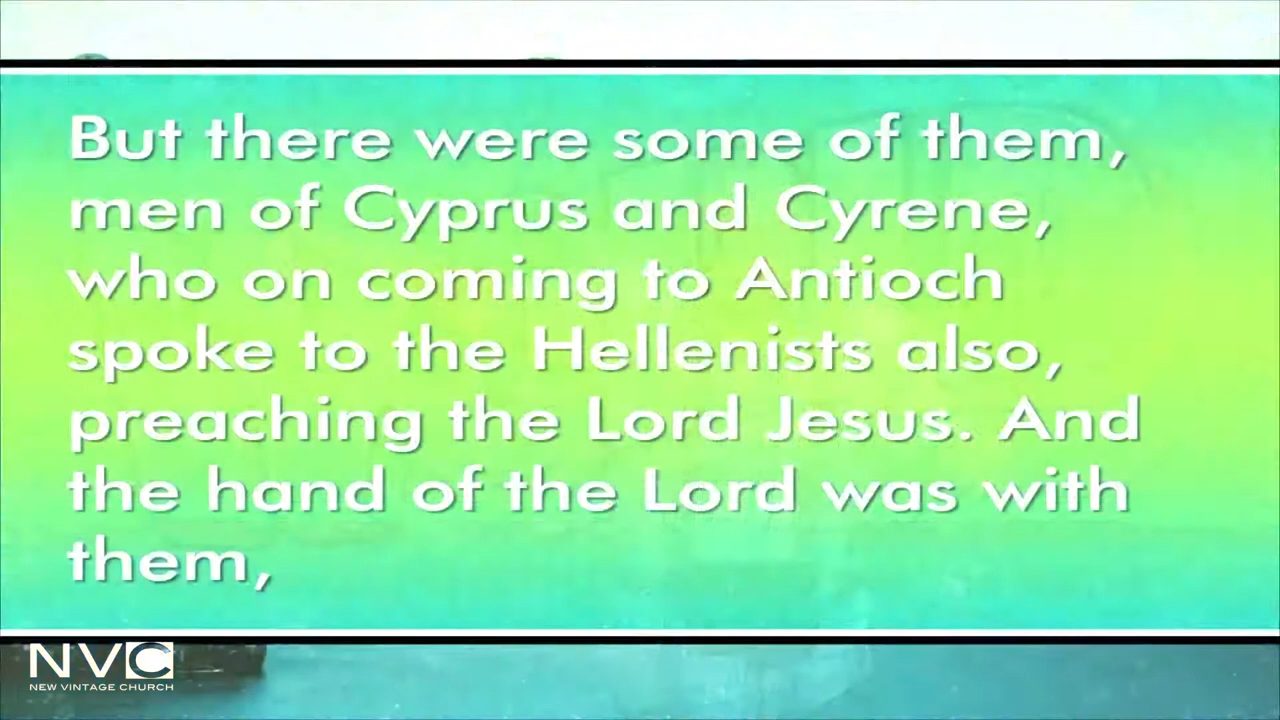 But there were some of them,
men of Cyprus and Cyrene,
who on coming to Antioch
spoke to the Hellenists also,
preaching the Lord Jesus. And
the hand of the Lord was with
them,
NVC
NEW VINTAGE CHURCH